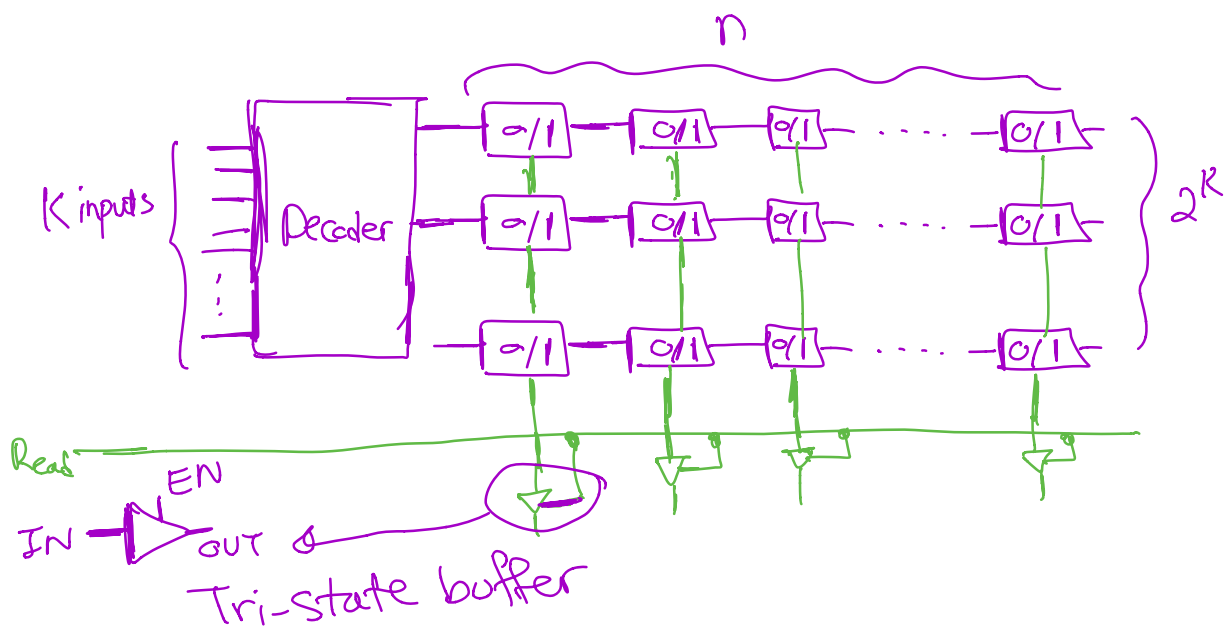 n
0/1 0/1 0/1 . . . . . 0/1
K inputs
Decoder
0/1 0/1 0/1 . . . . . 0/1
2^K
0/1 0/1 0/1 . . . . . 0/1
Read
EN
IN
OUT
Tri-state buffer